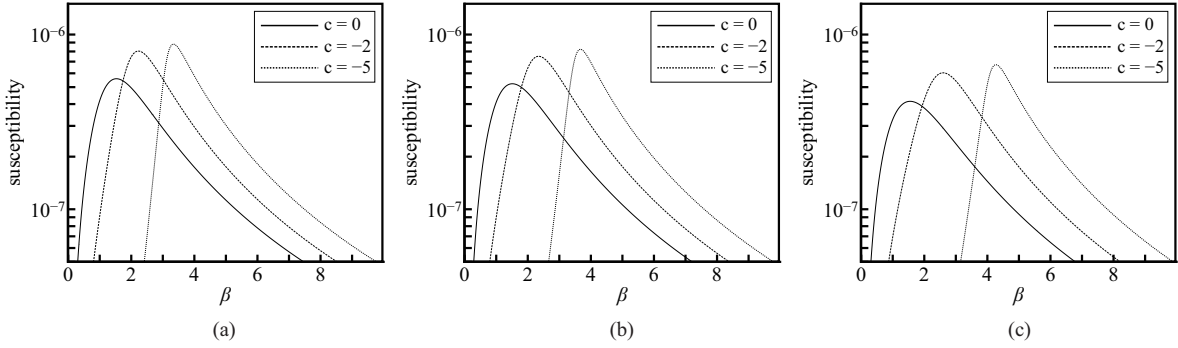 susceptibility
10⁻⁶
10⁻⁷
c = 0
c = −2
c = −5
0 2 4 6 8
β
(a)
susceptibility
10⁻⁶
10⁻⁷
c = 0
c = −2
c = −5
0 2 4 6 8
β
(b)
susceptibility
10⁻⁶
10⁻⁷
c = 0
c = −2
c = −5
0 2 4 6 8
β
(c)